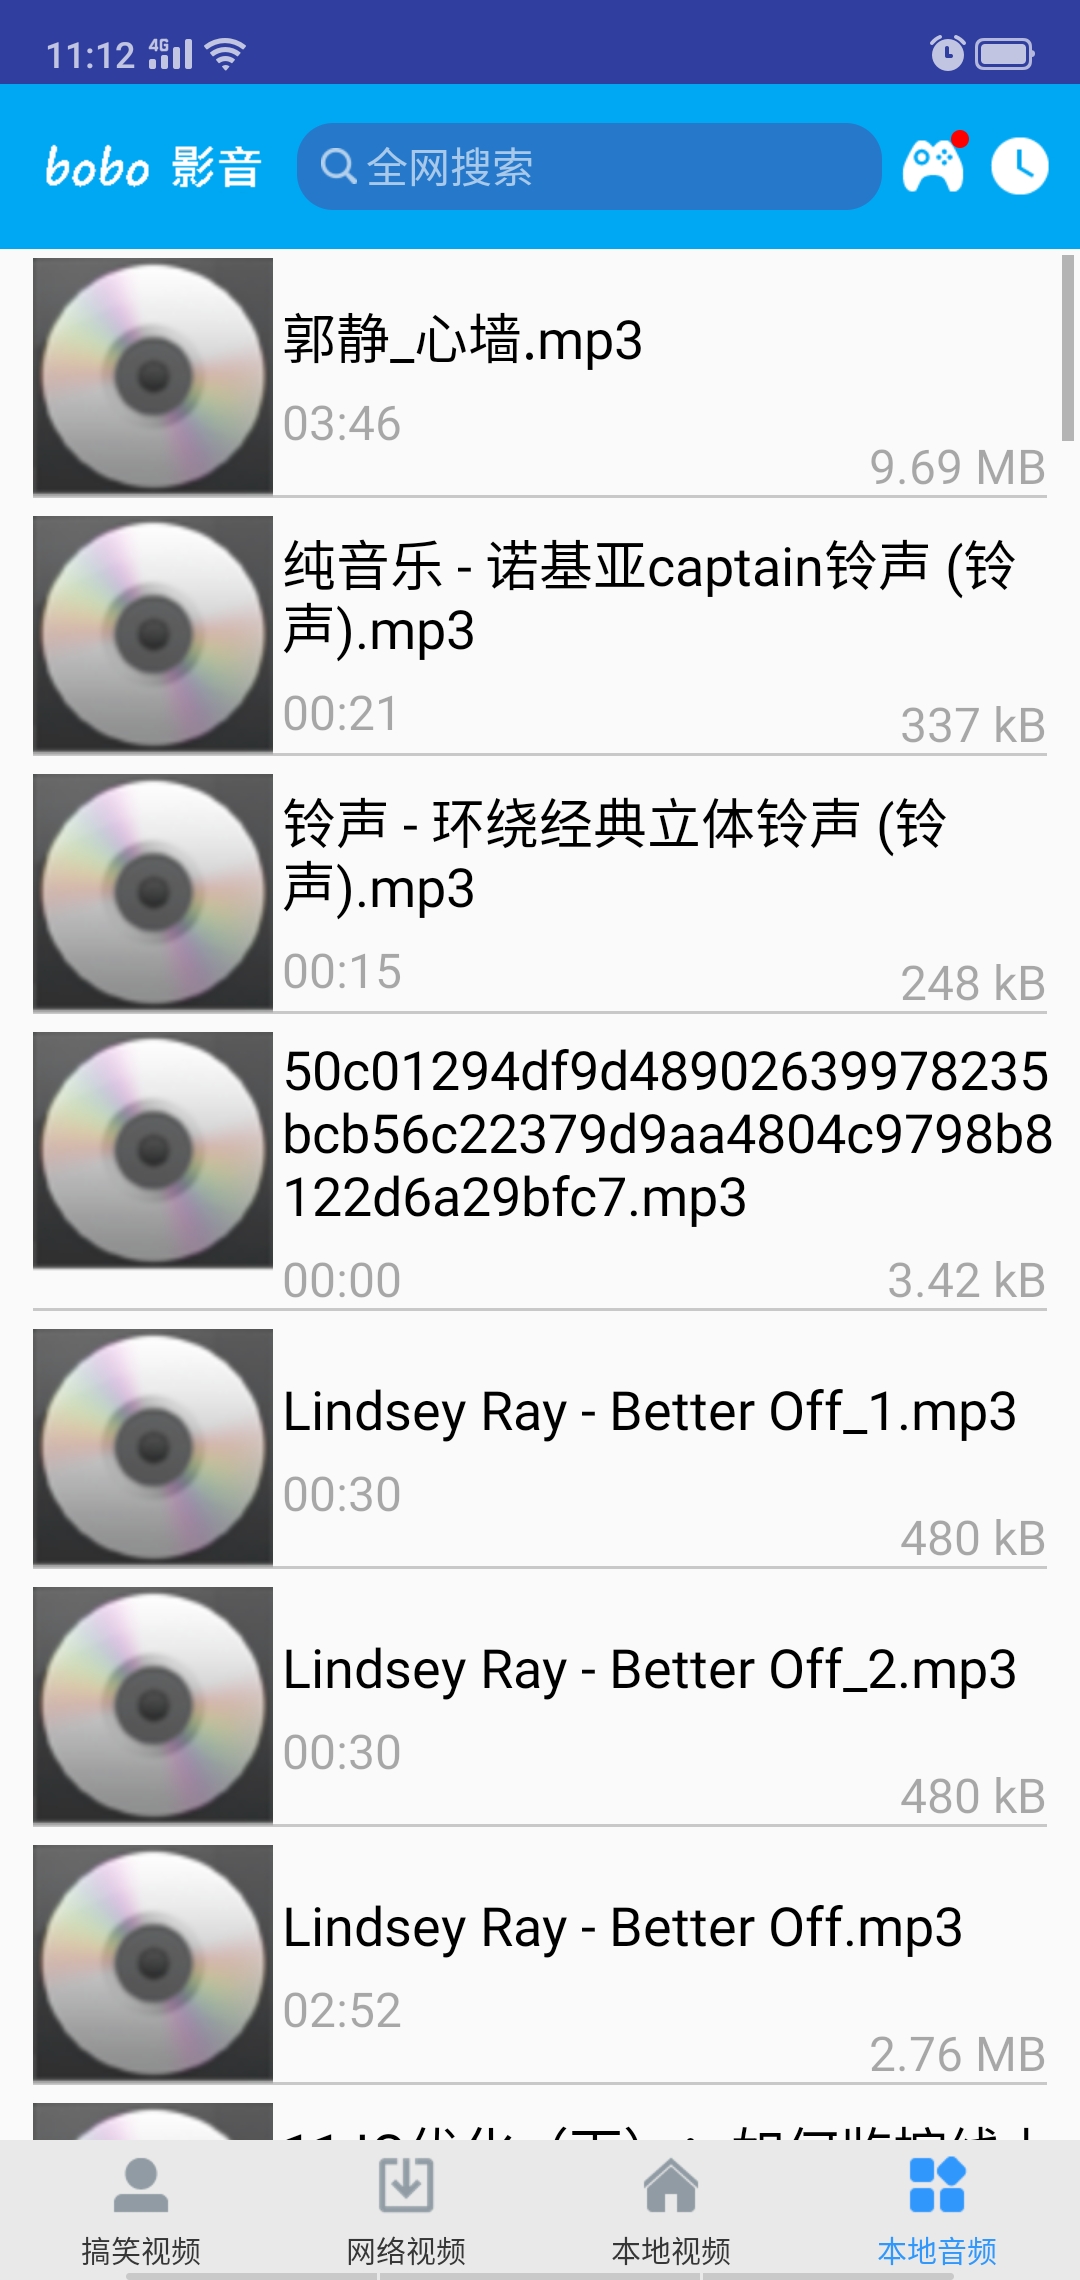 11:12 4G
bobo 影音
全网搜索
郭静_心墙.mp3
03:46
9.69 MB
纯音乐 - 诺基亚captain铃声 (铃
声).mp3
00:21
337 kB
铃声 - 环绕经典立体铃声 (铃
声).mp3
00:15
248 kB
50c01294df9d48902639978235
bcb56c22379d9aa4804c9798b8
122d6a29bfc7.mp3
00:00
3.42 kB
Lindsey Ray - Better Off_1.mp3
00:30
480 kB
Lindsey Ray - Better Off_2.mp3
00:30
480 kB
Lindsey Ray - Better Off.mp3
02:52
2.76 MB
搞笑视频
网络视频
本地视频
本地音频